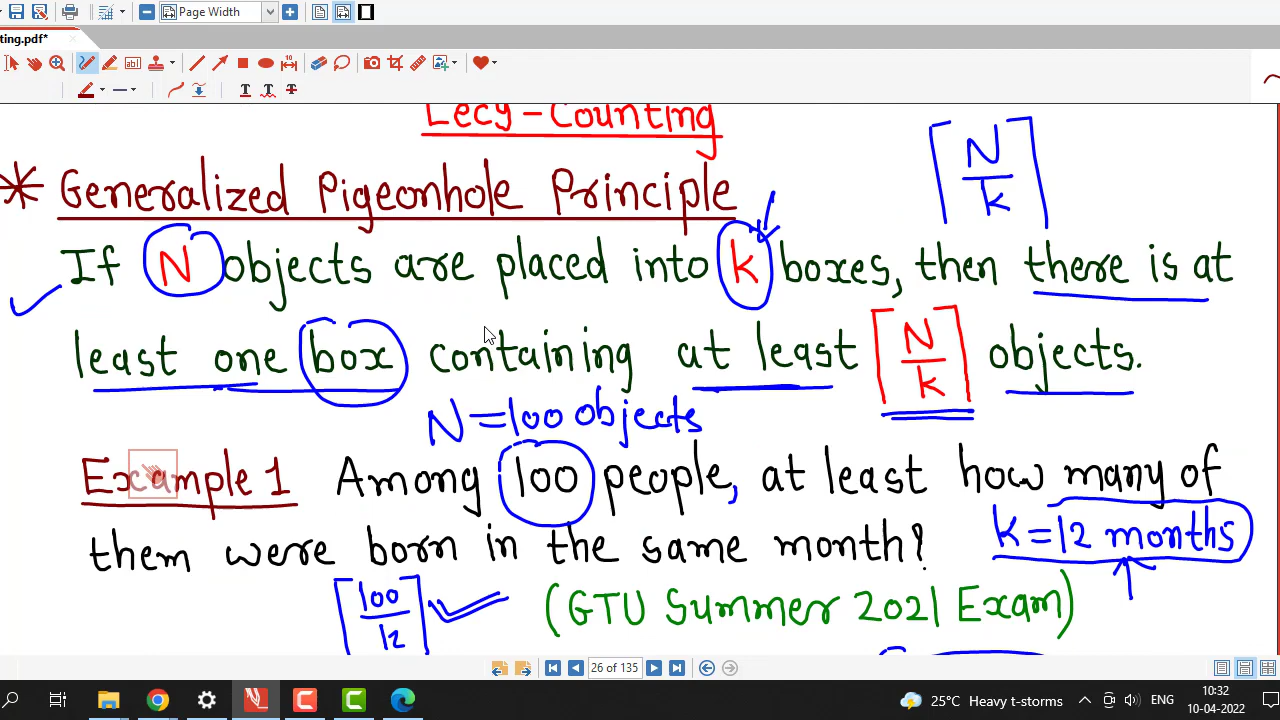 Page Width
ting.pdf*
Lec9-Counting
* Generalized Pigeonhole Principle
If N objects are placed into k boxes, then there is at
least one box containing at least ⌈N/k⌉ objects.
⌈N/k⌉
N = 100 objects
Example 1 Among 100 people, at least how many of
them were born in the same month?
k = 12 months
⌈100/12⌉
(GTU Summer 2021 Exam)
26 of 135
25°C Heavy t-storms
ENG
10:32
10-04-2022